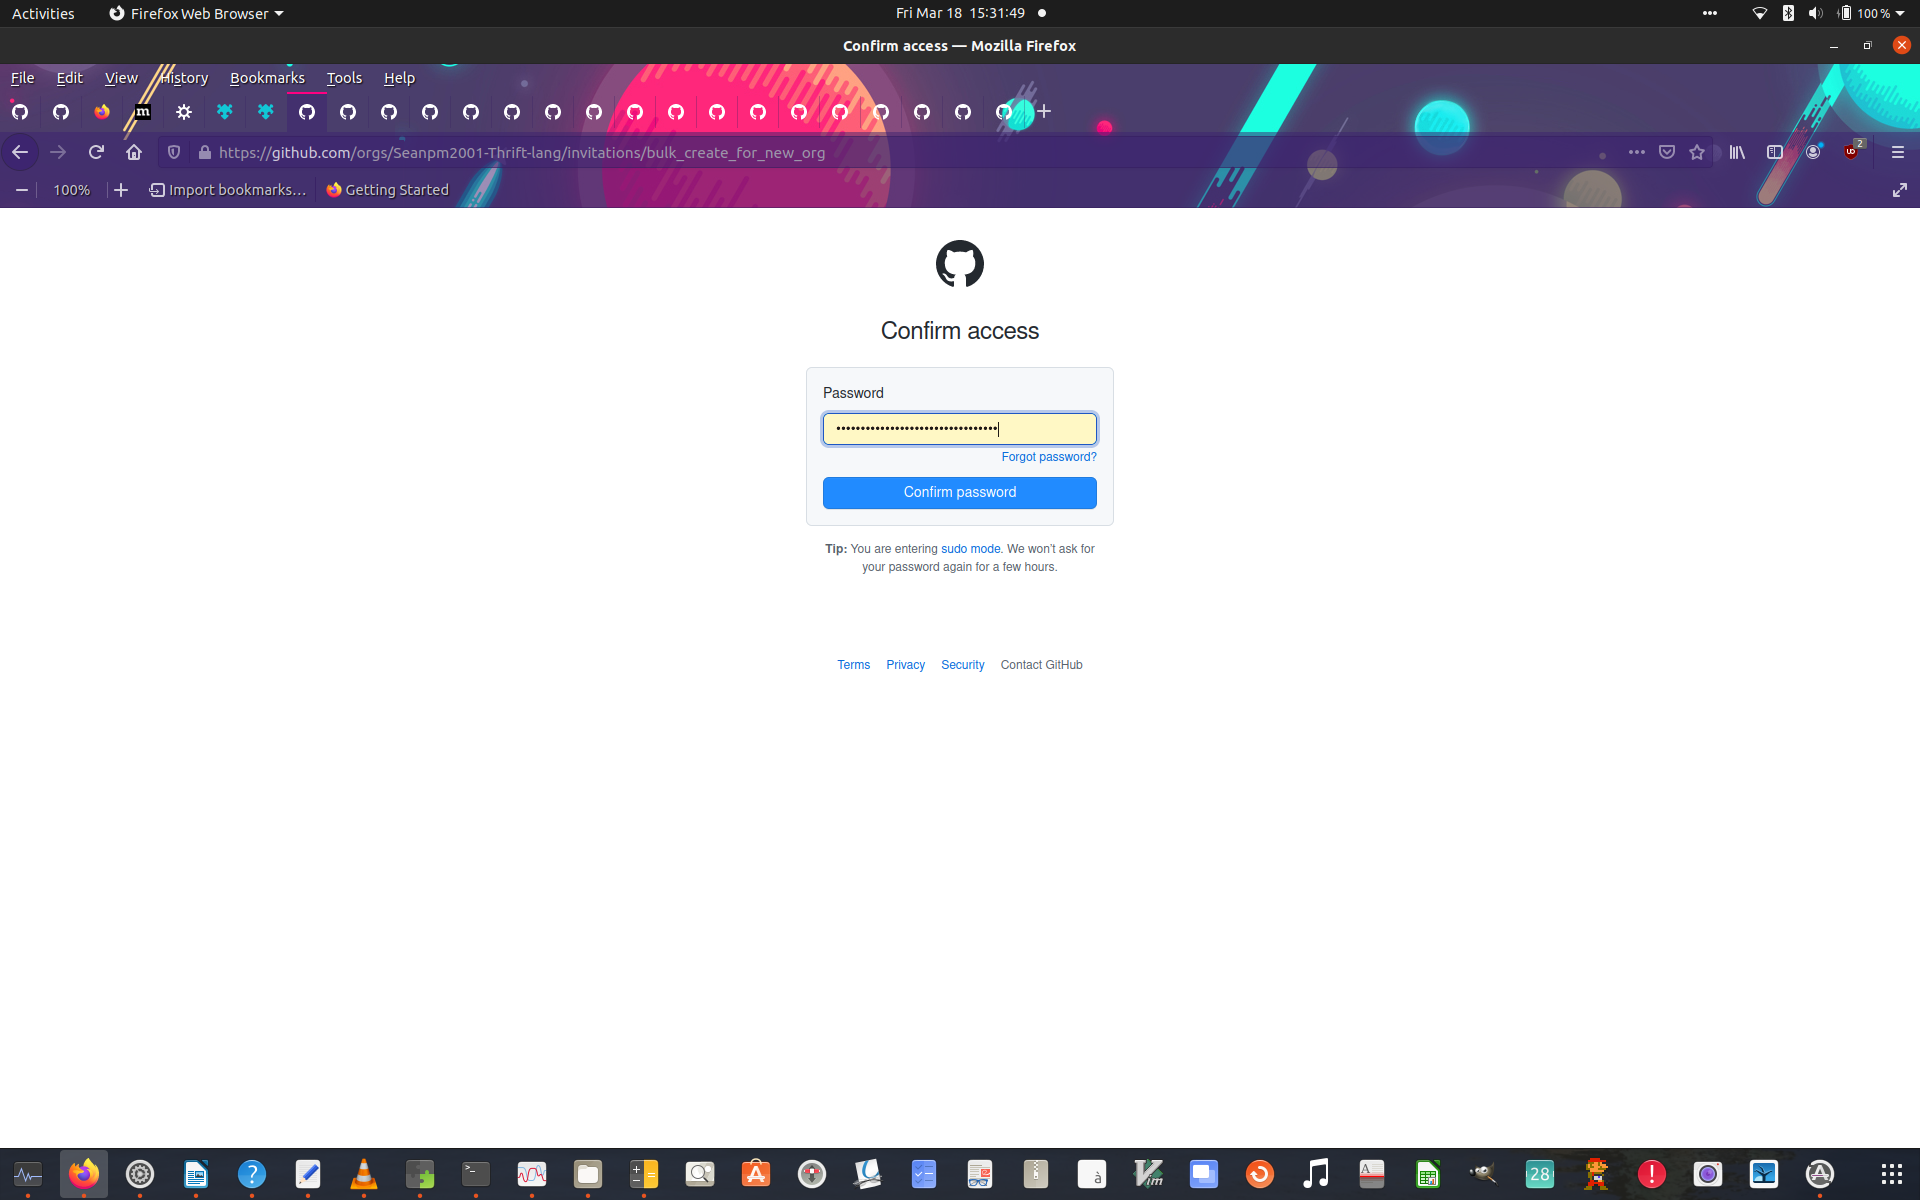 Activities
Firefox Web Browser
Fri Mar 18 15:31:49
100 %
Confirm access — Mozilla Firefox
File Edit View History Bookmarks Tools Help
m
https://github.com/orgs/Seanpm2001-Thrift-lang/invitations/bulk_create_for_new_org
2
100%
Import bookmarks...
Getting Started
Confirm access
Password
Forgot password?
Confirm password
Tip: You are entering sudo mode. We won't ask for
your password again for a few hours.
Terms Privacy Security Contact GitHub
?
>_
à
Vim
A
28
!